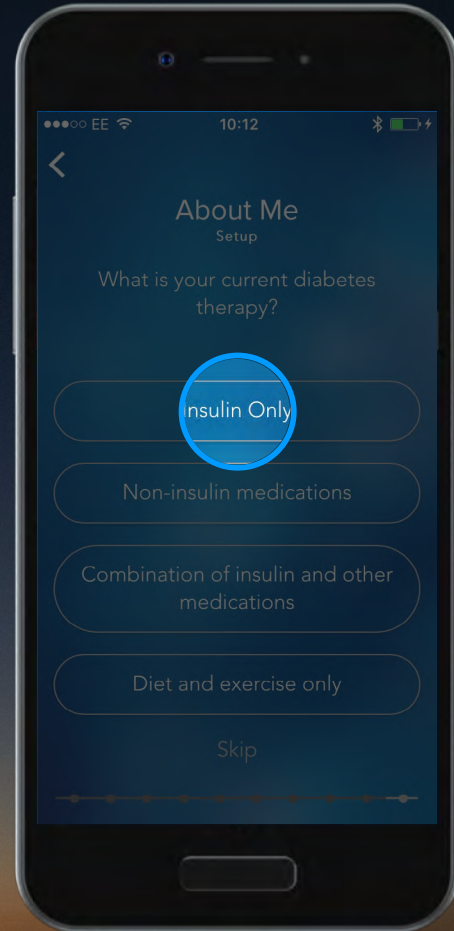 EE
10:12
About Me
Setup
What is your current diabetes
therapy?
Insulin Only
Non-insulin medications
Combination of insulin and other
medications
Diet and exercise only
Skip